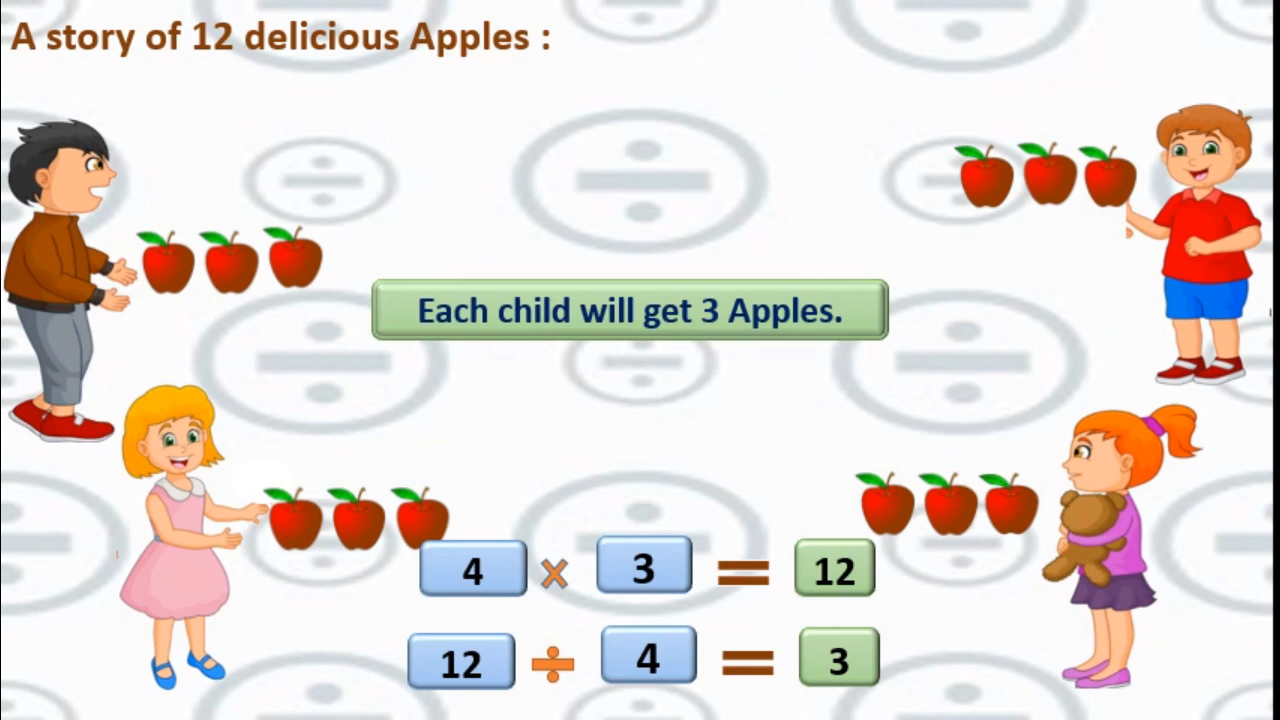 A story of 12 delicious Apples :
Each child will get 3 Apples.
4 × 3 = 12
12 ÷ 4 = 3